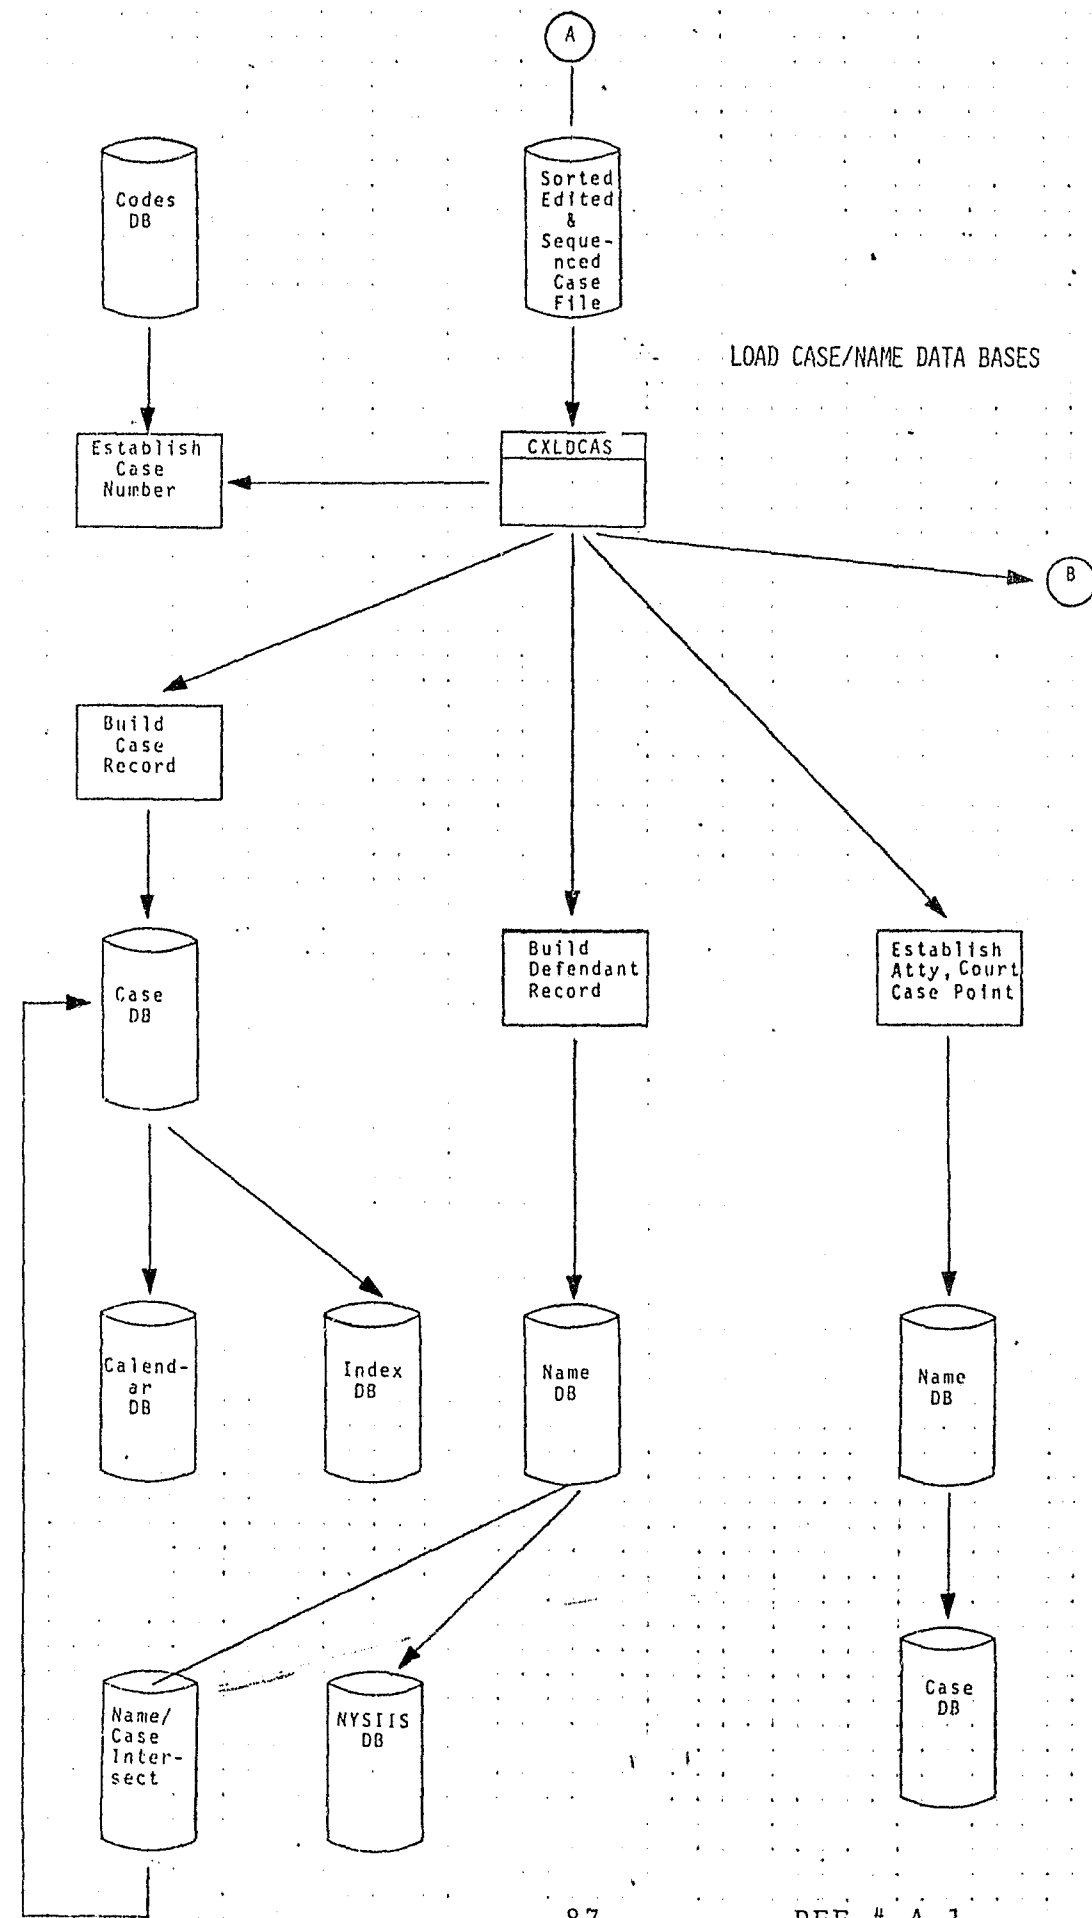 A
Codes
DB
Sorted
Edited
&
Seque-
nced
Case
File
LOAD CASE/NAME DATA BASES
Establish
Case
Number
CXLDCAS
B
Build
Case
Record
Case
DB
Build
Defendant
Record
Establish
Atty, Court
Case Point
Calend-
ar
DB
Index
DB
Name
DB
Name
DB
Name/
Case
Inter-
sect
NYSIIS
DB
Case
DB
87